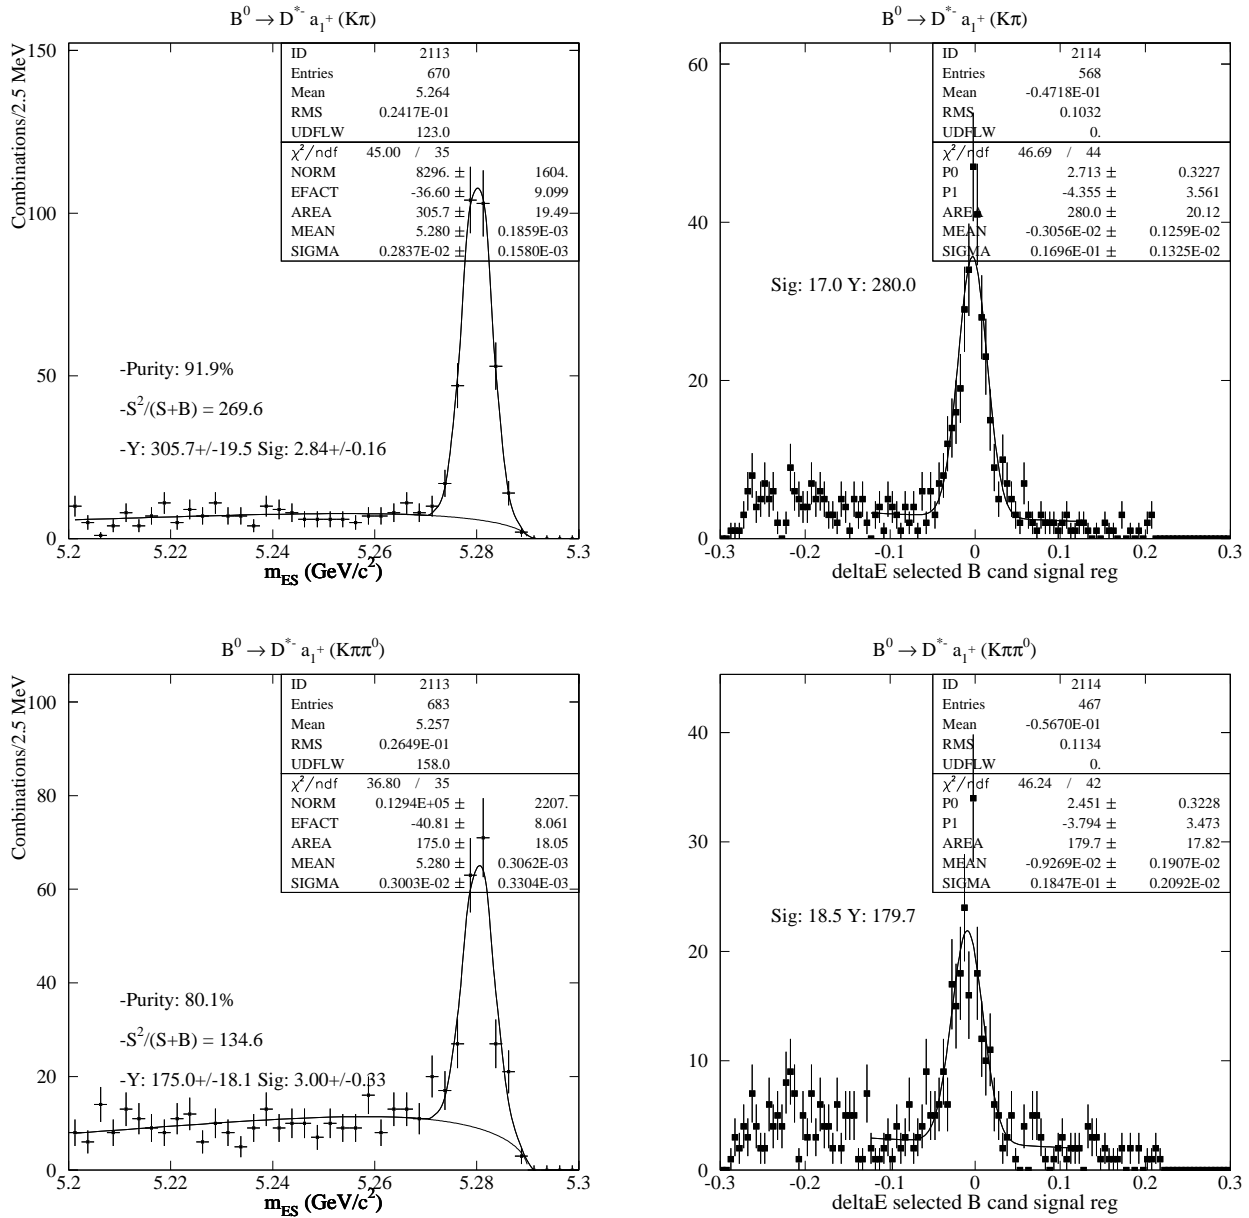 B0 → D*- a1+ (Kπ)
Combinations/2.5 MeV
150
100
50
0
ID 2113
Entries 670
Mean 5.264
RMS 0.2417E-01
UDFLW 123.0
χ2/ndf 45.00 / 35
NORM 8296. ± 1604.
EFACT -36.60 ± 9.099
AREA 305.7 ± 19.49
MEAN 5.280 ± 0.1859E-03
SIGMA 0.2837E-02 ± 0.1580E-03
-Purity: 91.9%
-S2/(S+B) = 269.6
-Y: 305.7+/-19.5 Sig: 2.84+/-0.16
5.2 5.22 5.24 5.26 5.28 5.3
mES (GeV/c2)
B0 → D*- a1+ (Kπ)
60
40
20
0
ID 2114
Entries 568
Mean -0.4718E-01
RMS 0.1032
UDFLW 0.
χ2/ndf 46.69 / 44
P0 2.713 ± 0.3227
P1 -4.355 ± 3.561
AREA 280.0 ± 20.12
MEAN -0.3056E-02 ± 0.1259E-02
SIGMA 0.1696E-01 ± 0.1325E-02
Sig: 17.0 Y: 280.0
-0.3 -0.2 -0.1 0 0.1 0.2 0.3
deltaE selected B cand signal reg
B0 → D*- a1+ (Kππ0)
Combinations/2.5 MeV
100
80
60
40
20
0
ID 2113
Entries 683
Mean 5.257
RMS 0.2649E-01
UDFLW 158.0
χ2/ndf 36.80 / 35
NORM 0.1294E+05 ± 2207.
EFACT -40.81 ± 8.061
AREA 175.0 ± 18.05
MEAN 5.280 ± 0.3062E-03
SIGMA 0.3003E-02 ± 0.3304E-03
-Purity: 80.1%
-S2/(S+B) = 134.6
-Y: 175.0+/-18.1 Sig: 3.00+/-0.33
5.2 5.22 5.24 5.26 5.28 5.3
mES (GeV/c2)
B0 → D*- a1+ (Kππ0)
40
30
20
10
0
ID 2114
Entries 467
Mean -0.5670E-01
RMS 0.1134
UDFLW 0.
χ2/ndf 46.24 / 42
P0 2.451 ± 0.3228
P1 -3.794 ± 3.473
AREA 179.7 ± 17.82
MEAN -0.9269E-02 ± 0.1907E-02
SIGMA 0.1847E-01 ± 0.2092E-02
Sig: 18.5 Y: 179.7
-0.3 -0.2 -0.1 0 0.1 0.2 0.3
deltaE selected B cand signal reg